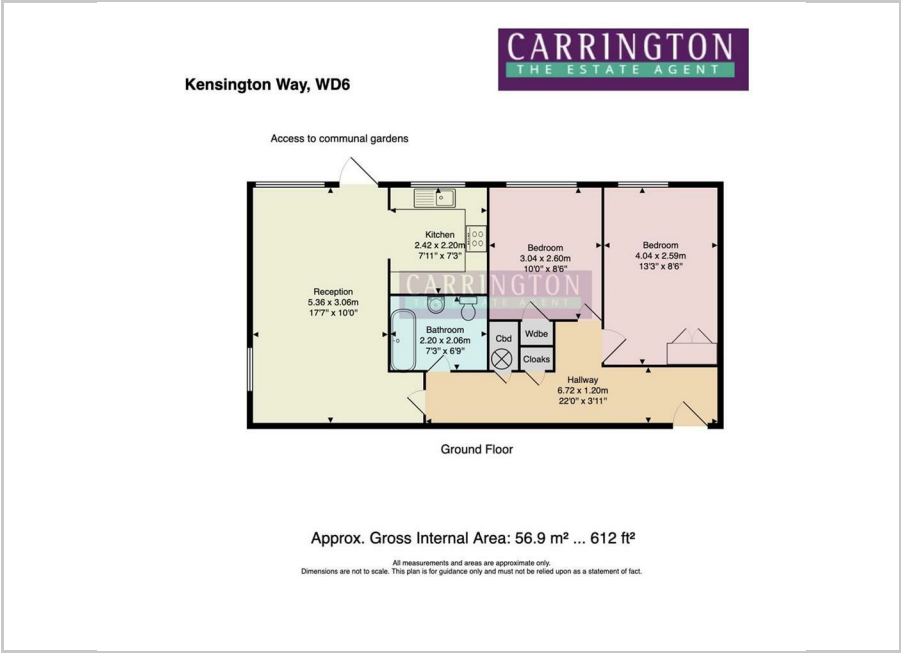 CARRINGTON
THE ESTATE AGENT
Kensington Way, WD6
Access to communal gardens
Kitchen
2.42 x 2.20m
7'11" x 7'3"
Bedroom
3.04 x 2.60m
10'0" x 8'6"
Bedroom
4.04 x 2.59m
13'3" x 8'6"
Reception
5.36 x 3.06m
17'7" x 10'0"
CARRINGTON
THE ESTATE AGENT
Bathroom
2.20 x 2.06m
7'3" x 6'9"
Cbd
Wdbe
Cloaks
Hallway
6.72 x 1.20m
22'0" x 3'11"
Ground Floor
Approx. Gross Internal Area: 56.9 m² ... 612 ft²
All measurements and areas are approximate only.
Dimensions are not to scale. This plan is for guidance only and must not be relied upon as a statement of fact.